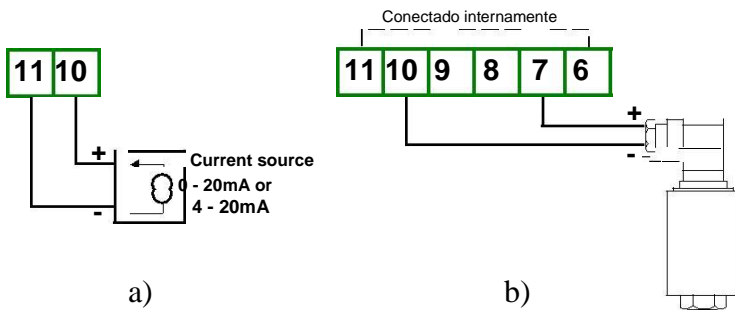 Conectado internamente
11 10
11 10 9 8 7 6
+
-
+
-
Current source
0 - 20mA or
4 - 20mA
a)
b)